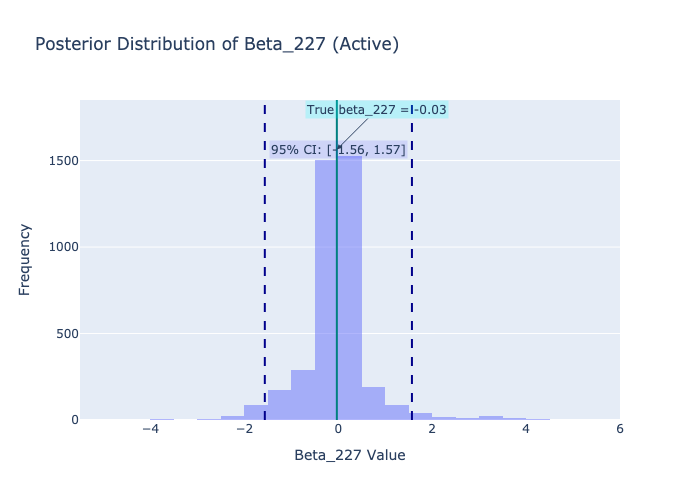 Posterior Distribution of Beta_227 (Active)
True beta_227 = -0.03
95% CI: [-1.56, 1.57]
1500
1000
500
0
Frequency
−4 −2 0 2 4 6
Beta_227 Value